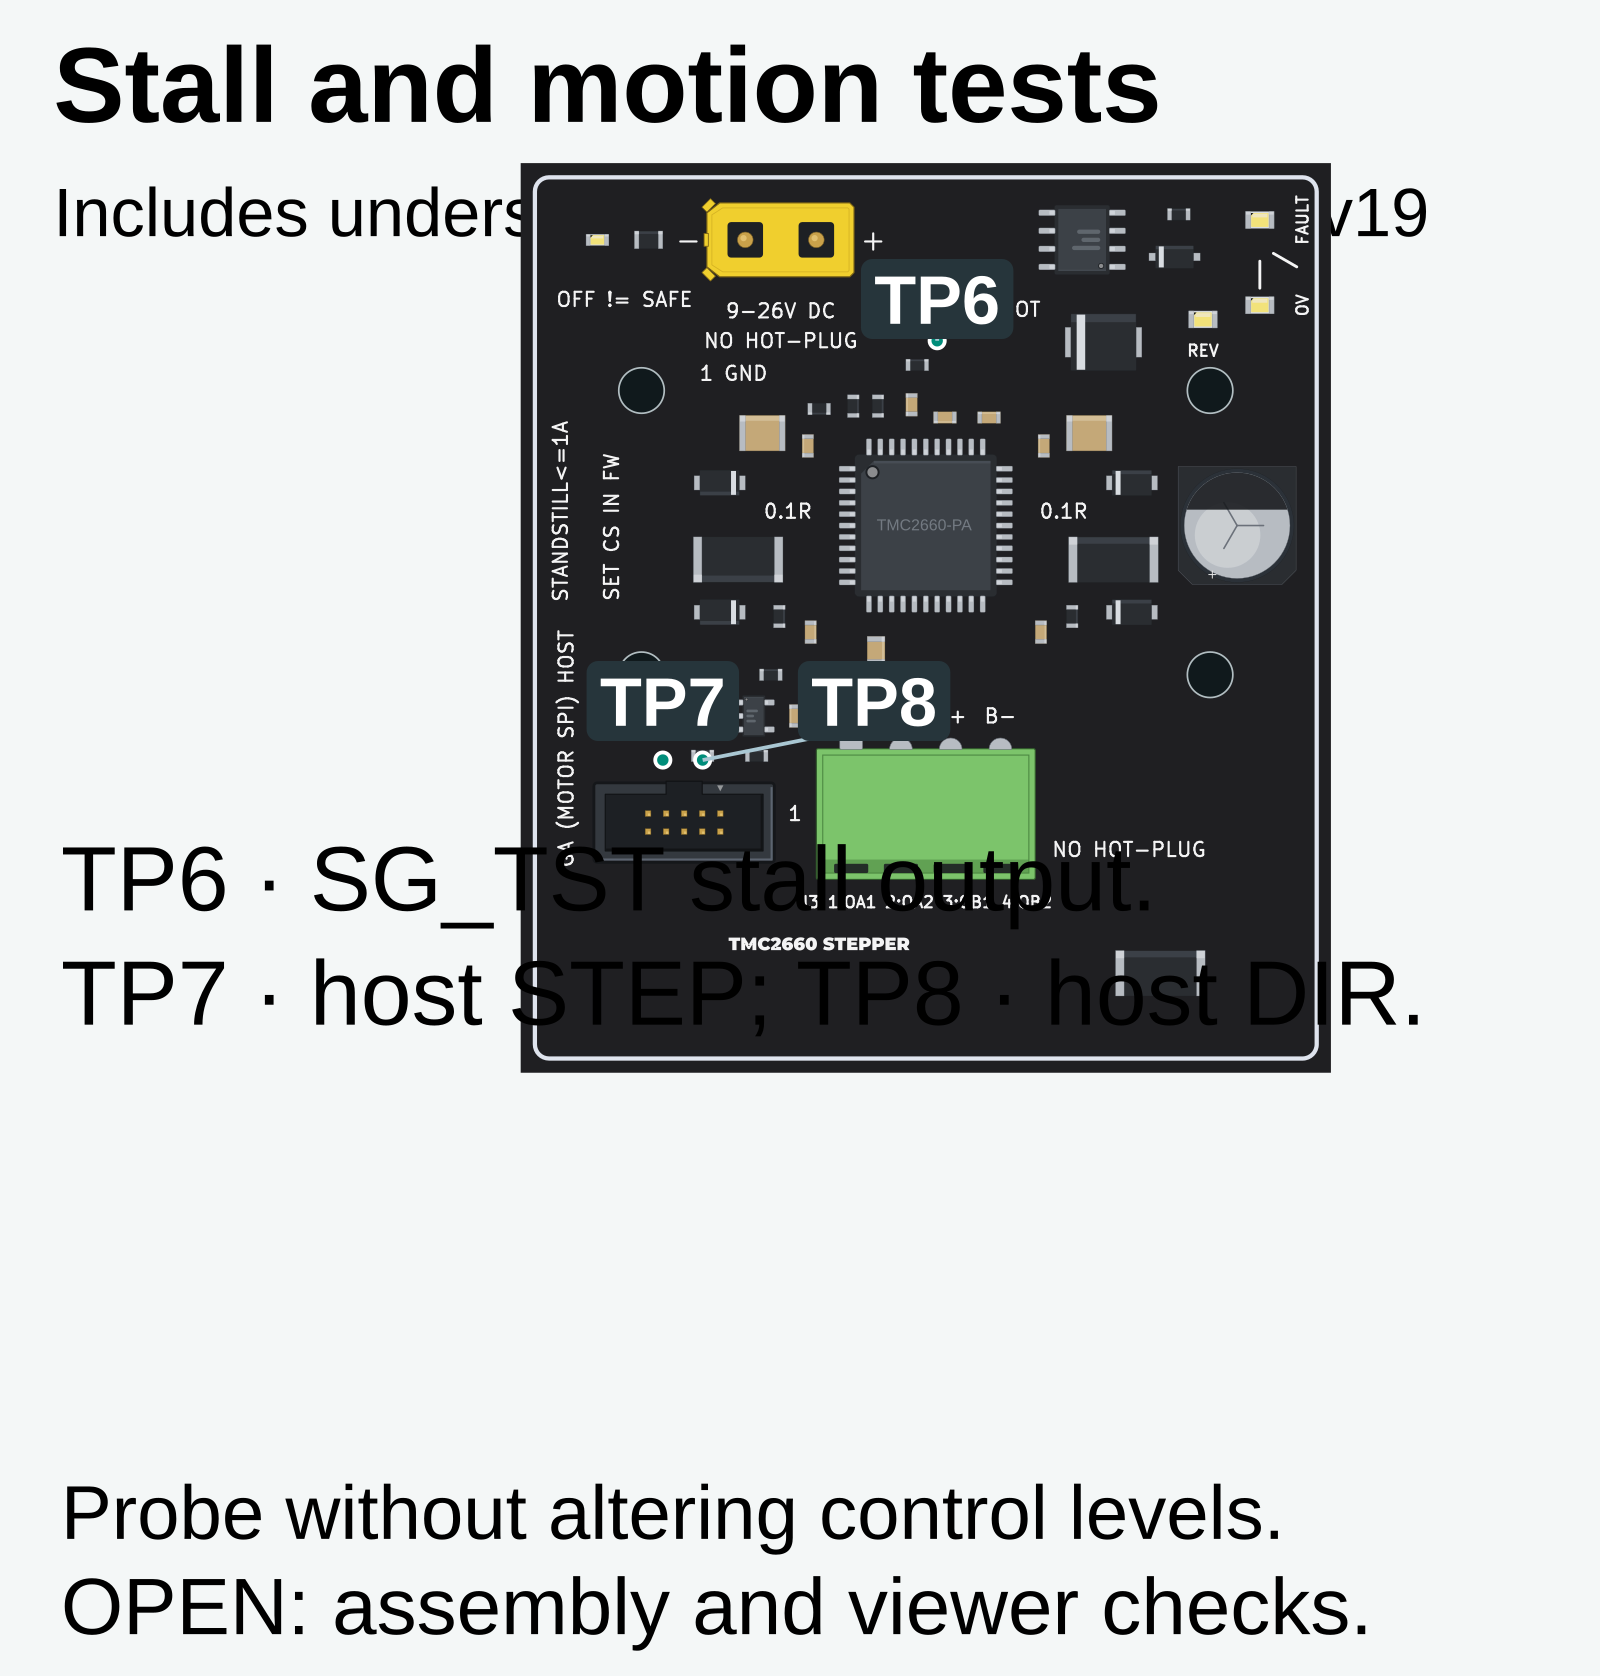 Stall and motion tests
Includes v19
FAULT
OFF != SAFE
9-26V DC
NO HOT-PLUG
1 GND
TP6
0V
REV
STANDSTILL<=1A
SET CS IN FW
0.1R
TMC2660-PA
0.1R
(MOTOR SPI) HOST
TP7
TP8
+ B-
1
NO HOT-PLUG
TP6 · SG_TST stall output.
TMC2660 STEPPER
TP7 · host STEP; TP8 · host DIR.
Probe without altering control levels.
OPEN: assembly and viewer checks.